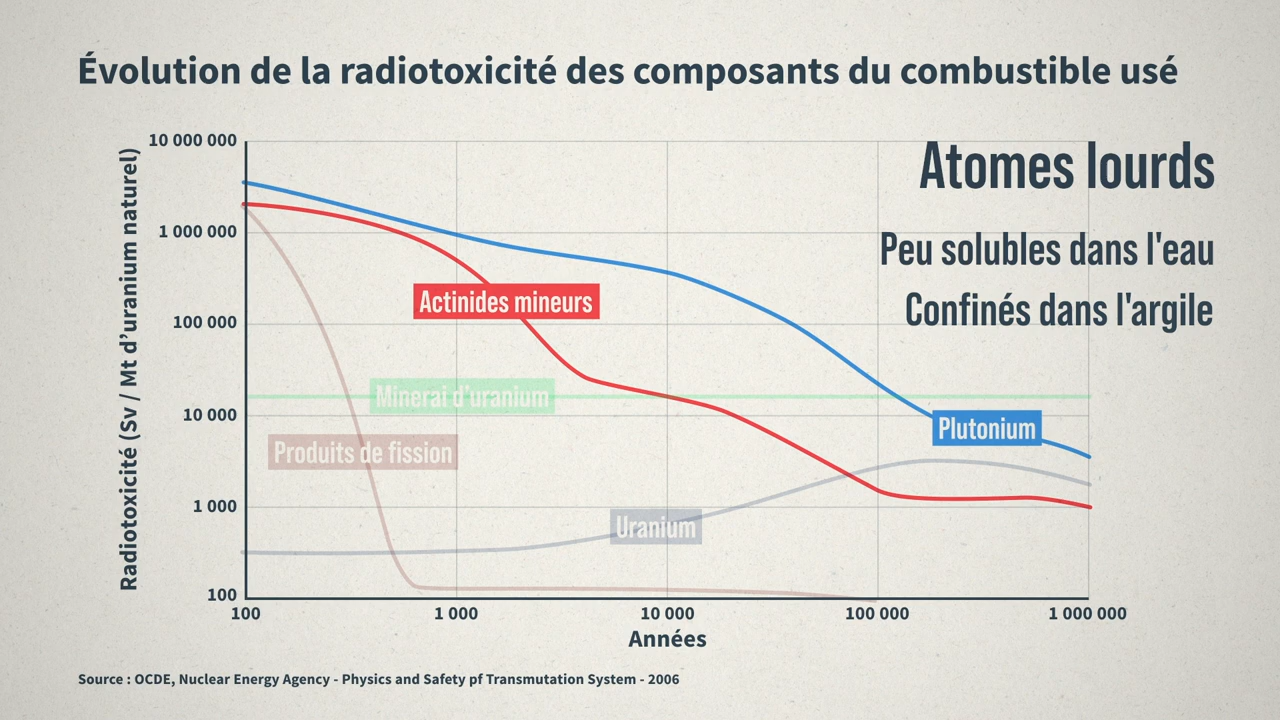 Évolution de la radiotoxicité des composants du combustible usé
Atomes lourds
Peu solubles dans l'eau
Confinés dans l'argile
Radiotoxicité (Sv / Mt d’uranium naturel)
10 000 000
1 000 000
100 000
10 000
1 000
100
Actinides mineurs
Minerai d’uranium
Plutonium
Produits de fission
Uranium
100
1 000
10 000
100 000
1 000 000
Années
Source : OCDE, Nuclear Energy Agency - Physics and Safety pf Transmutation System - 2006